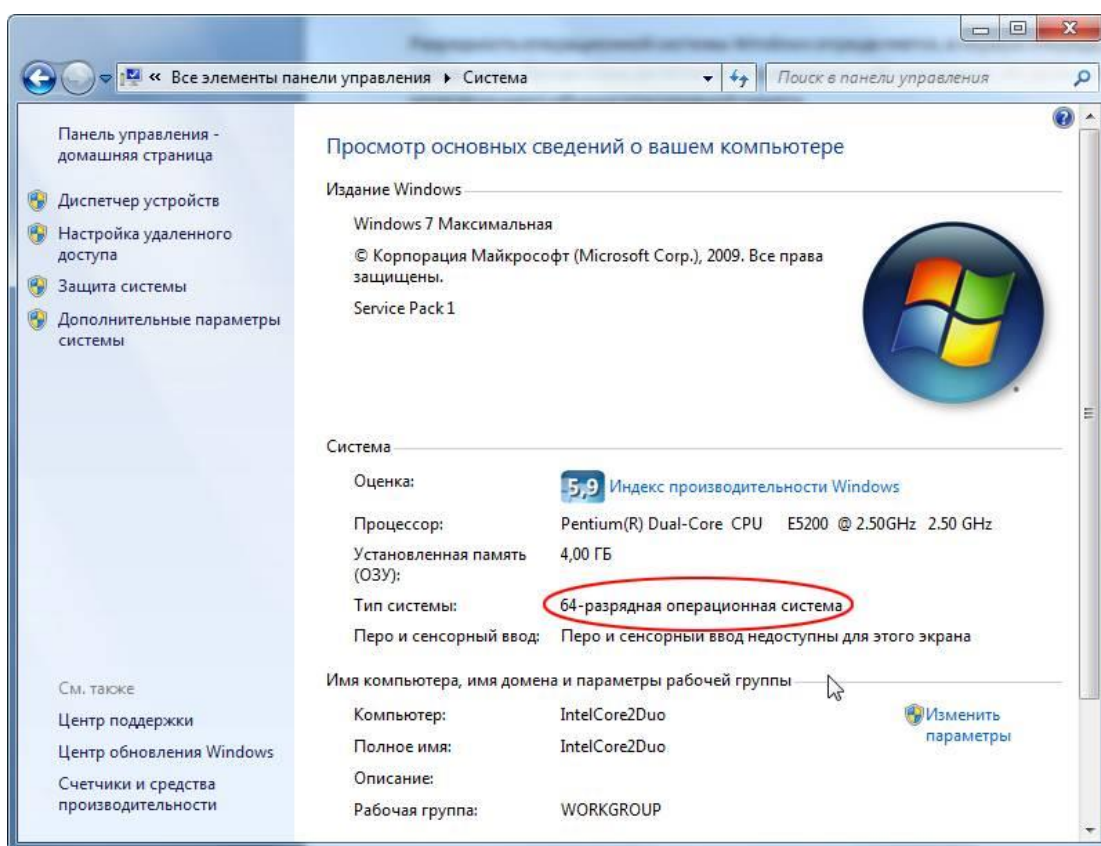 « Все элементы панели управления ▸ Система
Поиск в панели управления
Панель управления -
домашняя страница
Диспетчер устройств
Настройка удаленного
доступа
Защита системы
Дополнительные параметры
системы
См. также
Центр поддержки
Центр обновления Windows
Счетчики и средства
производительности
Просмотр основных сведений о вашем компьютере
Издание Windows
Windows 7 Максимальная
© Корпорация Майкрософт (Microsoft Corp.), 2009. Все права
защищены.
Service Pack 1
Система
Оценка: 5,9 Индекс производительности Windows
Процессор: Pentium(R) Dual-Core CPU E5200 @ 2.50GHz 2.50 GHz
Установленная память 4,00 ГБ
(ОЗУ):
Тип системы: 64-разрядная операционная система
Перо и сенсорный ввод: Перо и сенсорный ввод недоступны для этого экрана
Имя компьютера, имя домена и параметры рабочей группы
Компьютер: IntelCore2Duo Изменить
параметры
Полное имя: IntelCore2Duo
Описание:
Рабочая группа: WORKGROUP